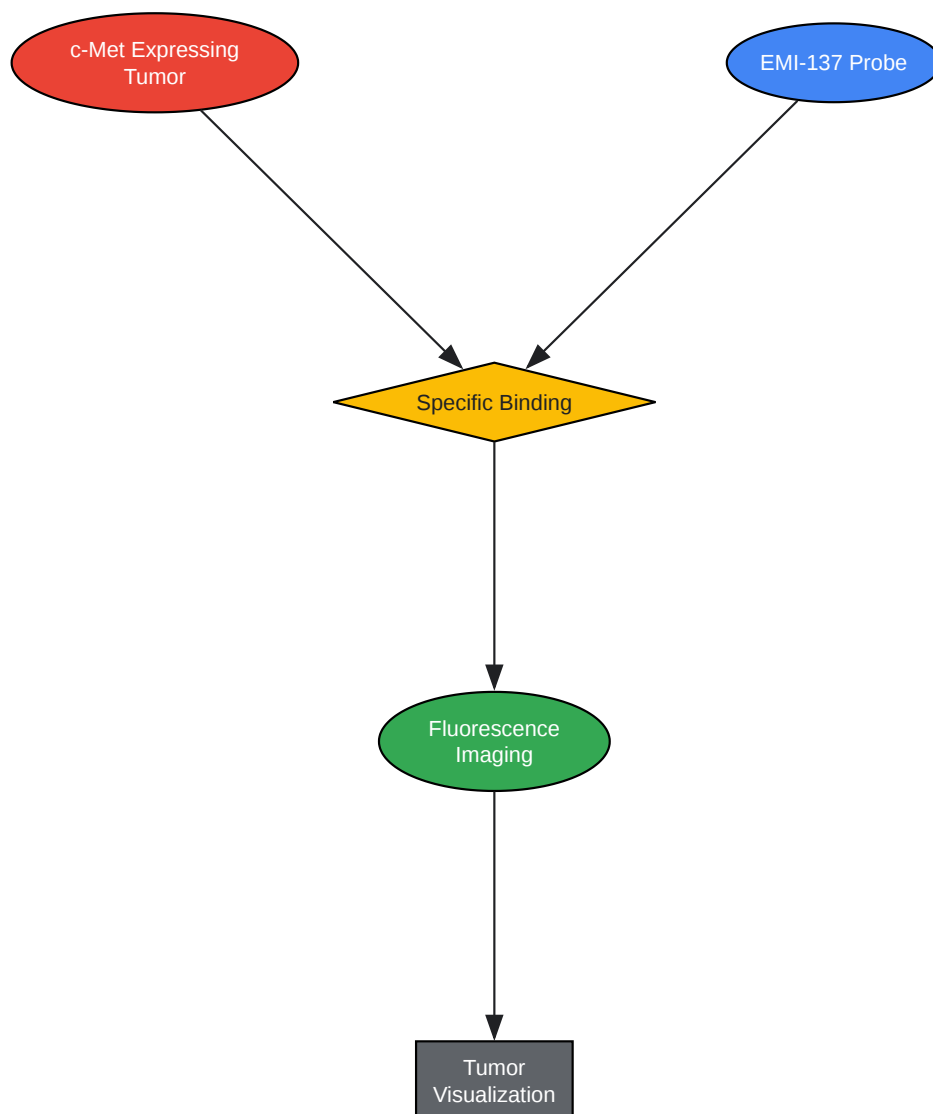 c-Met Expressing
Tumor
EMI-137 Probe
Specific Binding
Fluorescence
Imaging
Tumor
Visualization